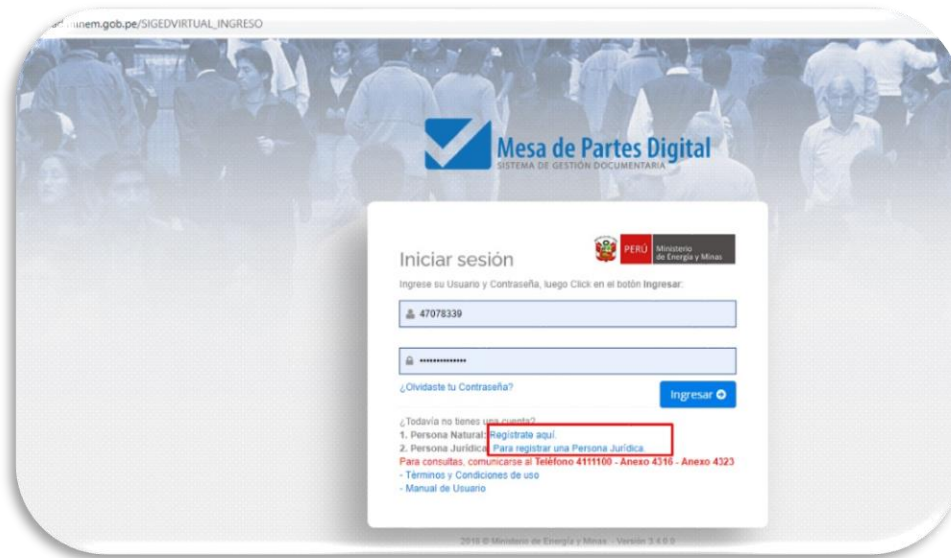 minem.gob.pe/SIGEDVIRTUAL_INGRESO
Mesa de Partes Digital
SISTEMA DE GESTIÓN DOCUMENTARIA
Iniciar sesión
PERÚ
Ministerio
de Energía y Minas
Ingrese su Usuario y Contraseña, luego Click en el botón Ingresar:
47078339
••••••••••••••
¿Olvidaste tu Contraseña?
Ingresar
¿Todavía no tienes una cuenta?
1. Persona Natural: Regístrate aquí.
2. Persona Jurídica: Para registrar una Persona Jurídica.
Para consultas, comunicarse al Teléfono 4111100 - Anexo 4316 - Anexo 4323
- Términos y Condiciones de uso
- Manual de Usuario
© Ministerio de Energía y Minas - Versión 3.4.0.0